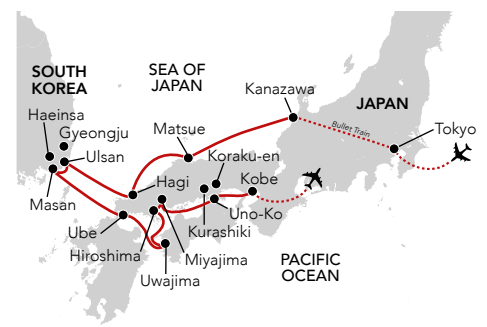 SEA OF
JAPAN
SOUTH
KOREA
Kanazawa
JAPAN
Haeinsa
Gyeongju
Bullet Train
Matsue
Tokyo
Ulsan
Koraku-en
Kobe
Hagi
Masan
Uno-Ko
Ube
Kurashiki
Hiroshima
Miyajima
Uwajima
PACIFIC
OCEAN